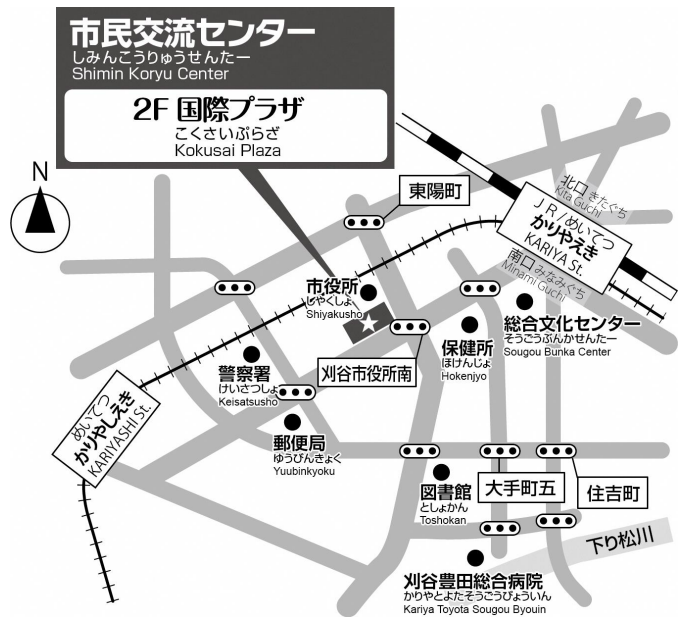 市民交流センター
しみんこうりゅうせんたー
Shimin Koryu Center
2F 国際プラザ
こくさいぷらざ
Kokusai Plaza
N
東陽町
北口 きたぐち
Kita Guchi
JR/めいてつ
かりやえき
KARIYA St.
南口 みなみぐち
Minami Guchi
市役所
しやくしょ
Shiyakusho
総合文化センター
そうごうぶんかせんたー
Sougou Bunka Center
保健所
ほけんじょ
Hokenjyo
刈谷市役所南
警察署
けいさつしょ
Keisatsusho
めいてつ
かりやしえき
KARIYASHI St.
郵便局
ゆうびんきょく
Yuubinkyoku
図書館
としょかん
Toshokan
大手町五
住吉町
下り松川
刈谷豊田総合病院
かりやとよたそうごうびょういん
Kariya Toyota Sougou Byouin